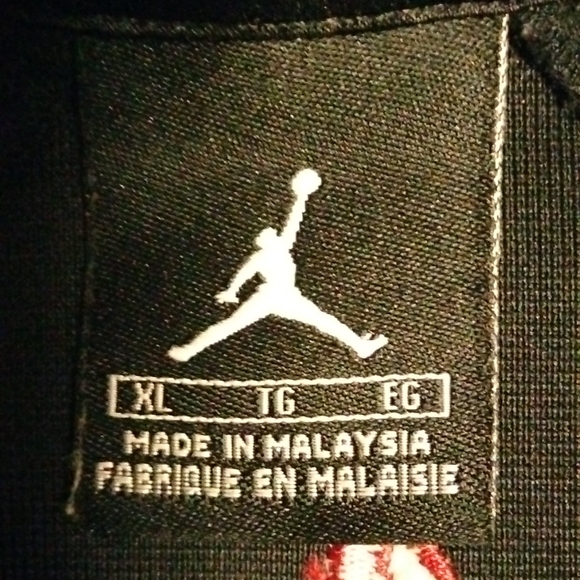 XL TG EG
MADE IN MALAYSIA
FABRIQUE EN MALAISIE